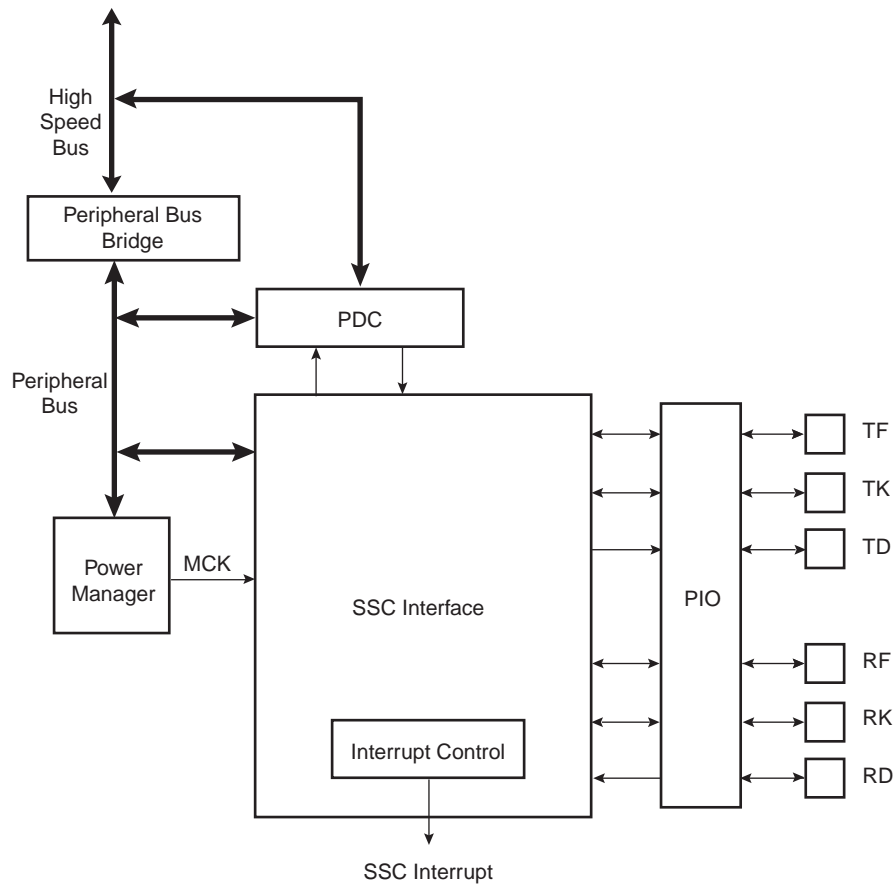 High
Speed
Bus
Peripheral Bus
Bridge
PDC
Peripheral
Bus
Power
Manager
MCK
SSC Interface
Interrupt Control
SSC Interrupt
PIO
TF
TK
TD
RF
RK
RD